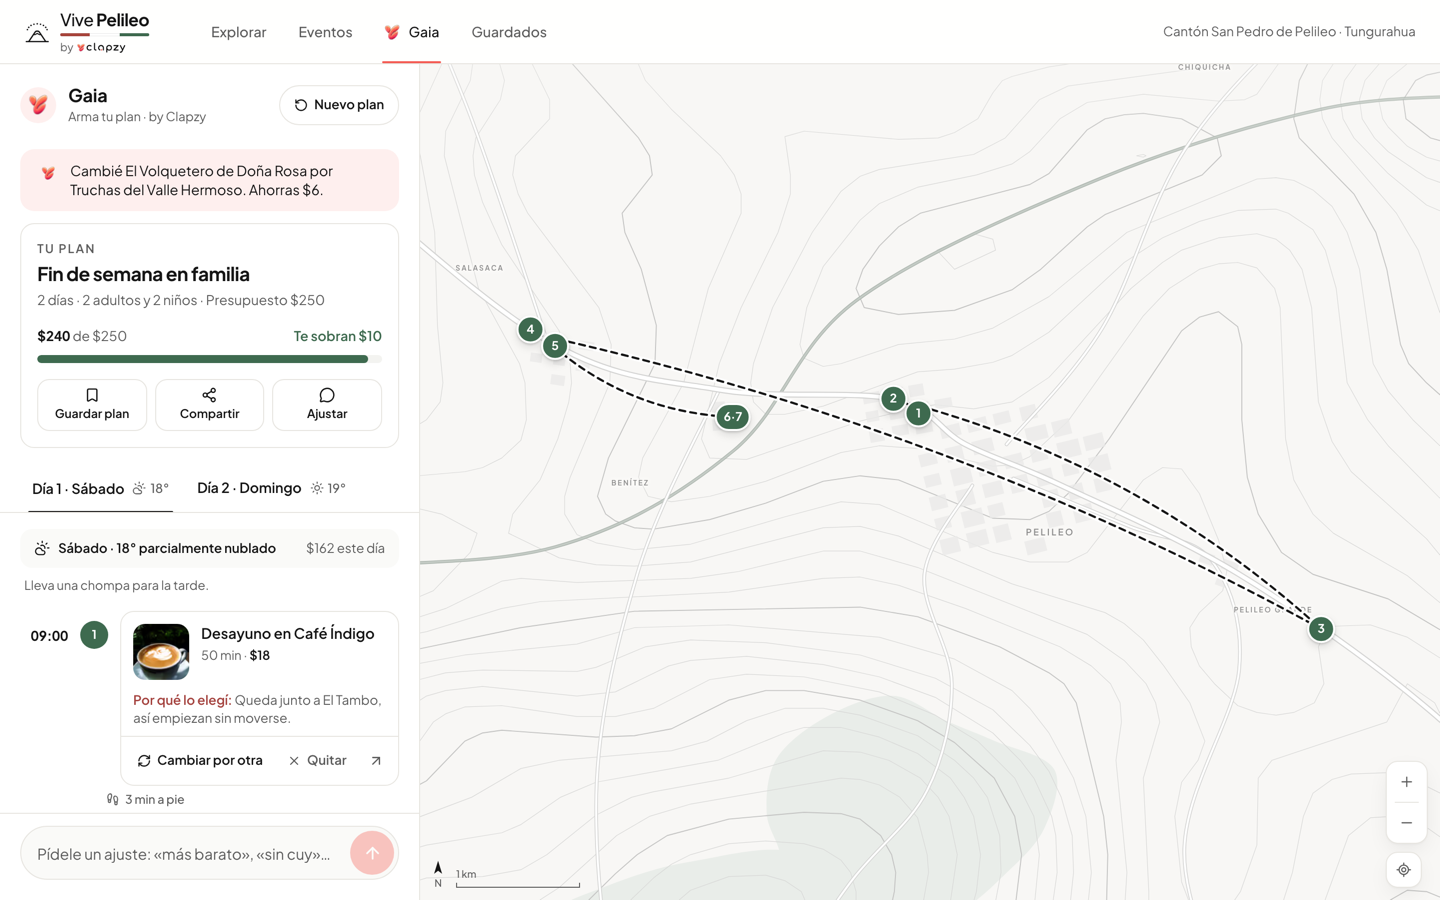 Vive Pelileo
by clapzy
Explorar
Eventos
Gaia
Guardados
Cantón San Pedro de Pelileo · Tungurahua
Gaia
Arma tu plan · by Clapzy
Nuevo plan
Cambié El Volquetero de Doña Rosa por
Truchas del Valle Hermoso. Ahorras $6.
TU PLAN
Fin de semana en familia
2 días · 2 adultos y 2 niños · Presupuesto $250
$240 de $250
Te sobran $10
Guardar plan
Compartir
Ajustar
Día 1 · Sábado 18°
Día 2 · Domingo 19°
Sábado · 18° parcialmente nublado
$162 este día
Lleva una chompa para la tarde.
09:00
1
Desayuno en Café Índigo
50 min · $18
Por qué lo elegí: Queda junto a El Tambo,
así empiezan sin moverse.
Cambiar por otra
Quitar
3 min a pie
Pídele un ajuste: «más barato», «sin cuy»...
CHIQUICHA
SALASACA
4
5
2
1
6·7
BENÍTEZ
PELILEO
PELILEO G
DE
3
N
1 km
+
−